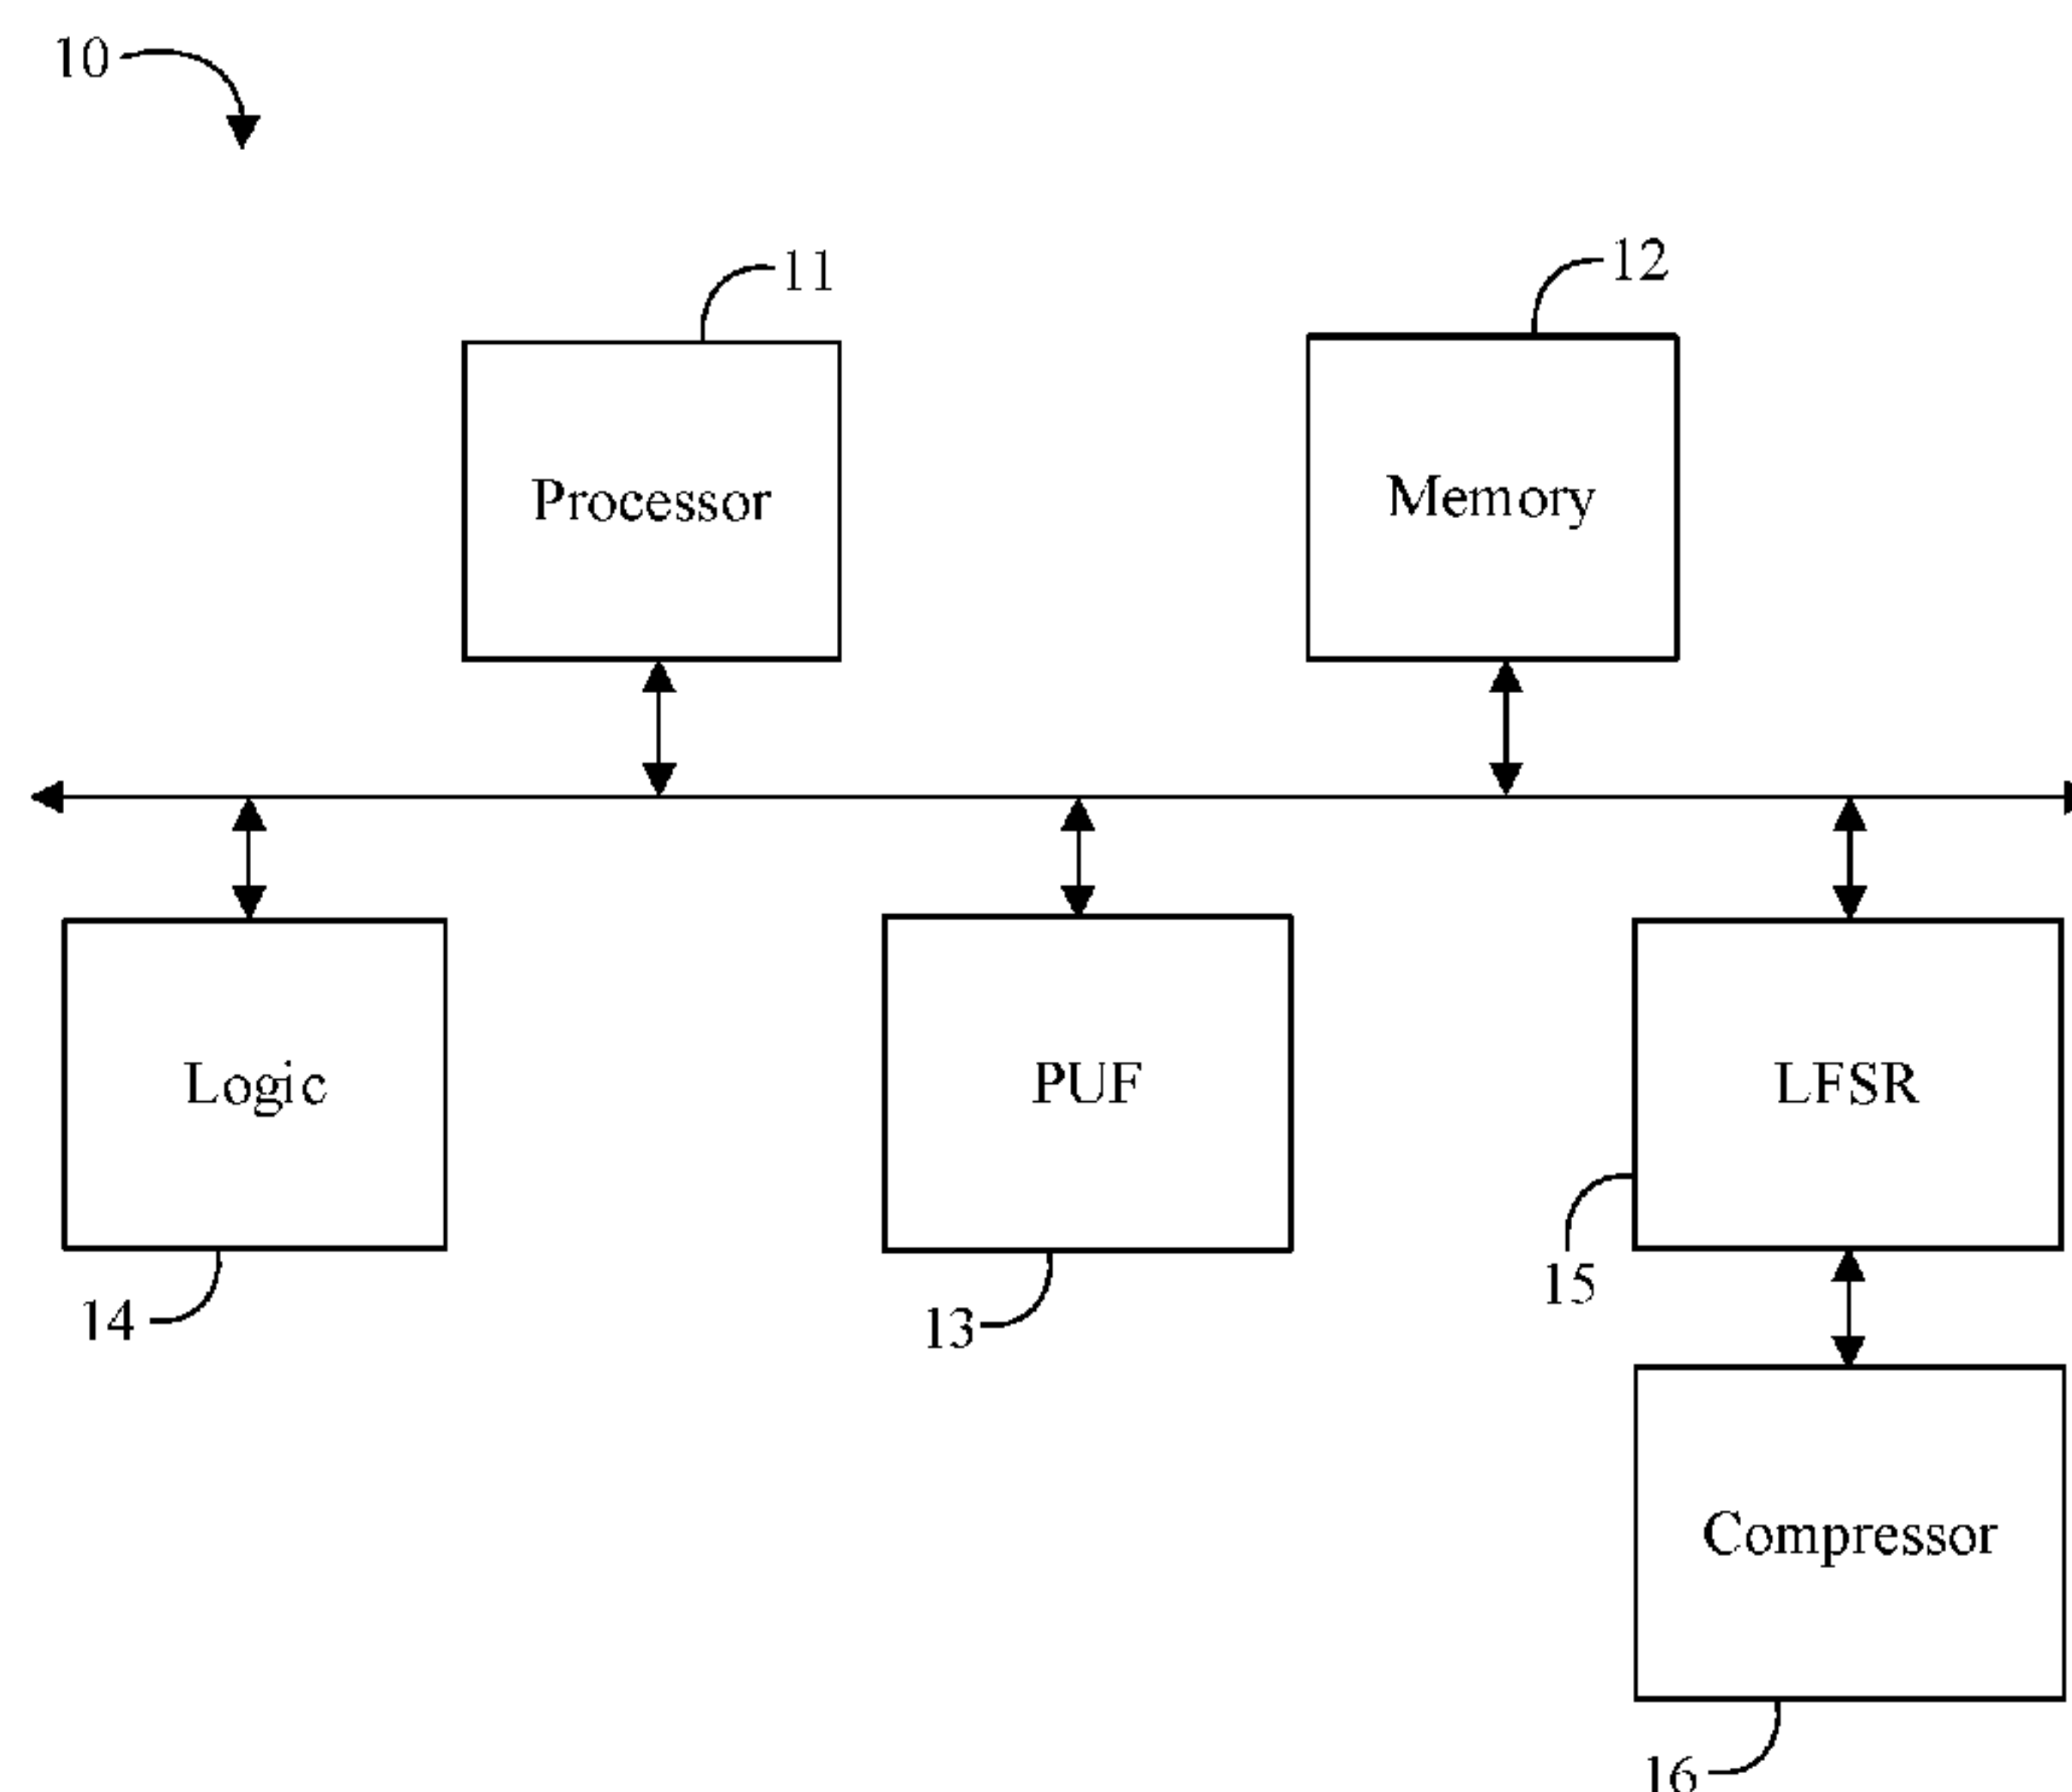 10
11
12
Processor
Memory
Logic
PUF
LFSR
14
13
15
Compressor
16